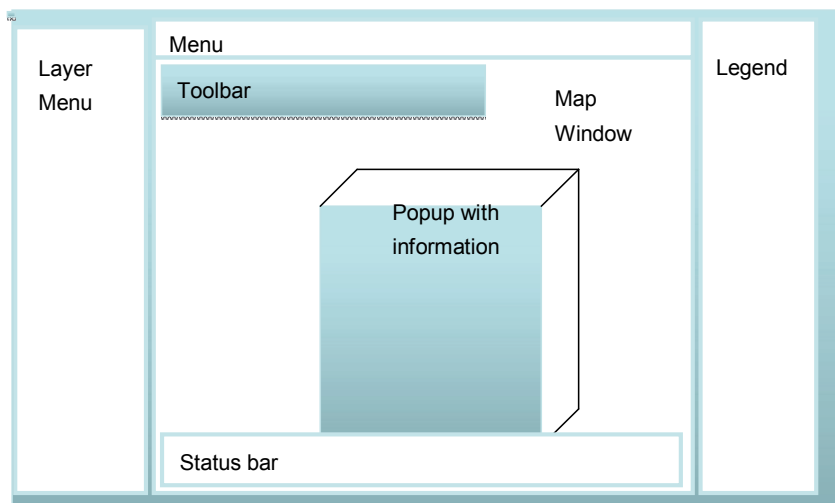 Layer
Menu
Menu
Toolbar
Map
Window
Popup with
information
Status bar
Legend